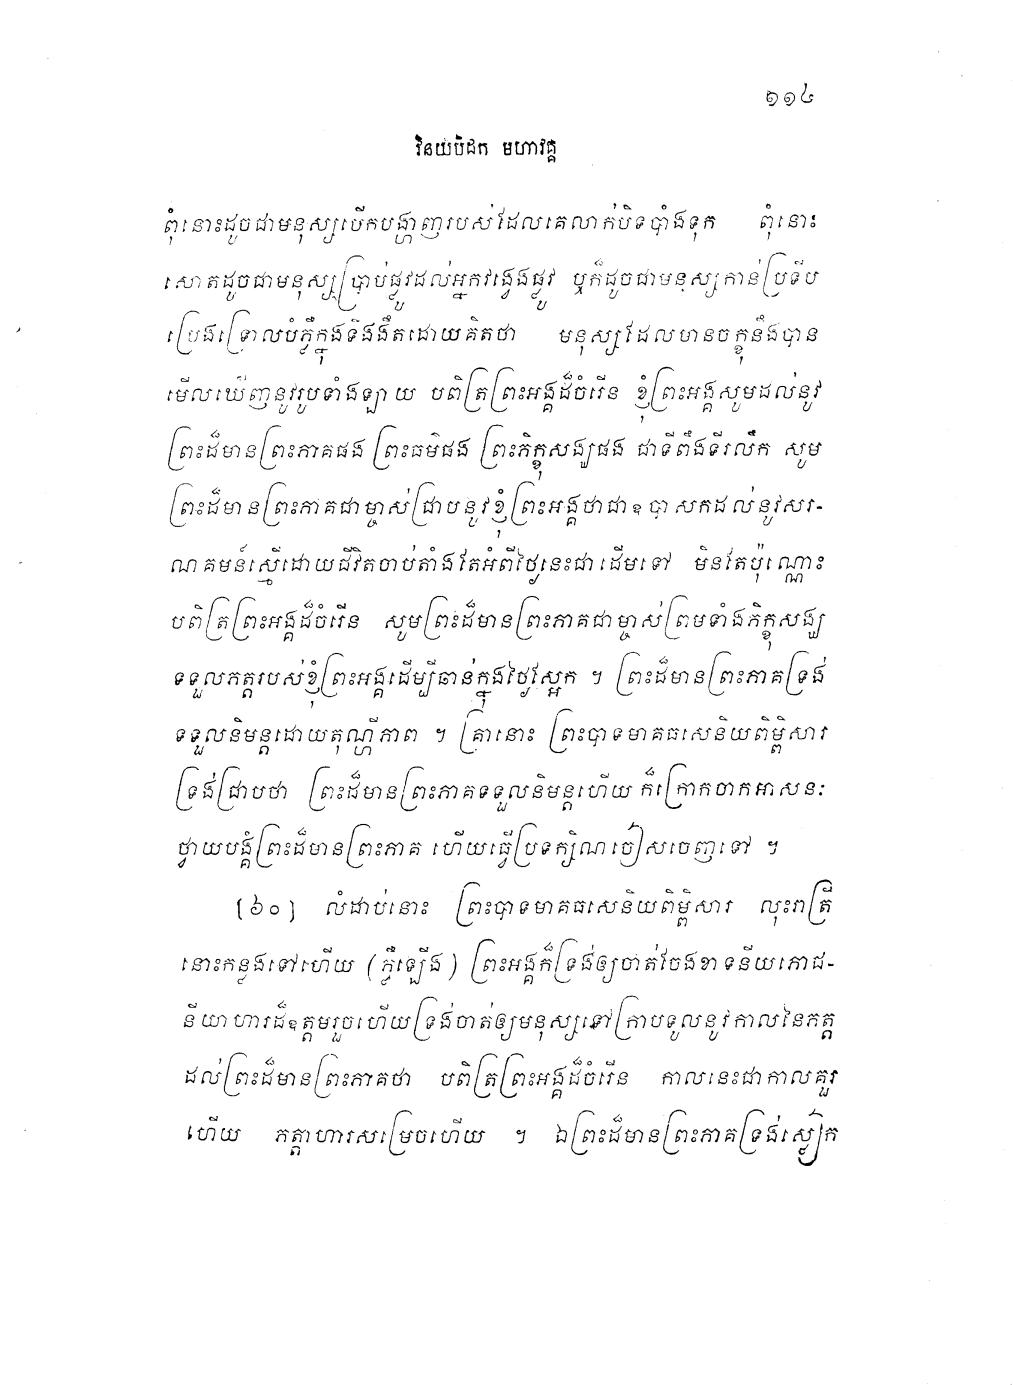 ១១៤
វិនយបិដក មហាវគ្គ
ពុំនោះដូចជាមនុស្សបើកបង្ហាញរបស់ដែលគេលាក់បិទបាំងទុក ពុំនោះ
សោតដូចជាមនុស្សប្រាប់ផ្លូវដល់អ្នកវង្វេងផ្លូវ ឬក៏ដូចជាមនុស្សកាន់ប្រទីប
ប្រេងទ្រោលបំភ្លឺក្នុងទីងងឹតដោយគិតថា មនុស្សដែលមានចក្ខុនឹងបាន
មើលឃើញនូវរូបទាំងឡាយ បពិត្រព្រះអង្គដ៏ចំរើន ខ្ញុំព្រះអង្គសូមដល់នូវ
ព្រះដ៏មានព្រះភាគផង ព្រះធម៌ផង ព្រះភិក្ខុសង្ឃផង ជាទីពឹងទីរលឹក សូម
ព្រះដ៏មានព្រះភាគជាម្ចាស់ជ្រាបនូវខ្ញុំព្រះអង្គថាជាឧបាសកដល់នូវសរ-
ណគមន៍ស្មើដោយជីវិតចាប់តាំងតែអំពីថ្ងៃនេះជាដើមទៅ មិនតែប៉ុណ្ណោះ
បពិត្រព្រះអង្គដ៏ចំរើន សូមព្រះដ៏មានព្រះភាគជាម្ចាស់ព្រមទាំងភិក្ខុសង្ឃ
ទទួលភត្តរបស់ខ្ញុំព្រះអង្គដើម្បីឆាន់ក្នុងថ្ងៃស្អែក ។ ព្រះដ៏មានព្រះភាគទ្រង់
ទទួលនិមន្តដោយតុណ្ហីភាព ។ គ្រានោះ ព្រះបាទមាគធសេនិយពិម្ពិសារ
ទ្រង់ជ្រាបថា ព្រះដ៏មានព្រះភាគទទួលនិមន្តហើយ ក៏ក្រោកចាកអាសនៈ
ថ្វាយបង្គំព្រះដ៏មានព្រះភាគ ហើយធ្វើប្រទក្សិណចៀសចេញទៅ ។
[៦០] លំដាប់នោះ ព្រះបាទមាគធសេនិយពិម្ពិសារ លុះរាត្រី
នោះកន្លងទៅហើយ (ភ្លឺឡើង) ព្រះអង្គក៏ទ្រង់ឲ្យចាត់ចែងខាទនីយភោជ-
នីយាហារដ៏ឧត្តមរួចហើយទ្រង់ចាត់ឲ្យមនុស្សទៅក្រាបទូលនូវកាលនៃភត្ត
ដល់ព្រះដ៏មានព្រះភាគថា បពិត្រព្រះអង្គដ៏ចំរើន កាលនេះជាកាលគួរ
ហើយ ភត្តាហារសម្រេចហើយ ។ ឯព្រះដ៏មានព្រះភាគទ្រង់ស្លៀក